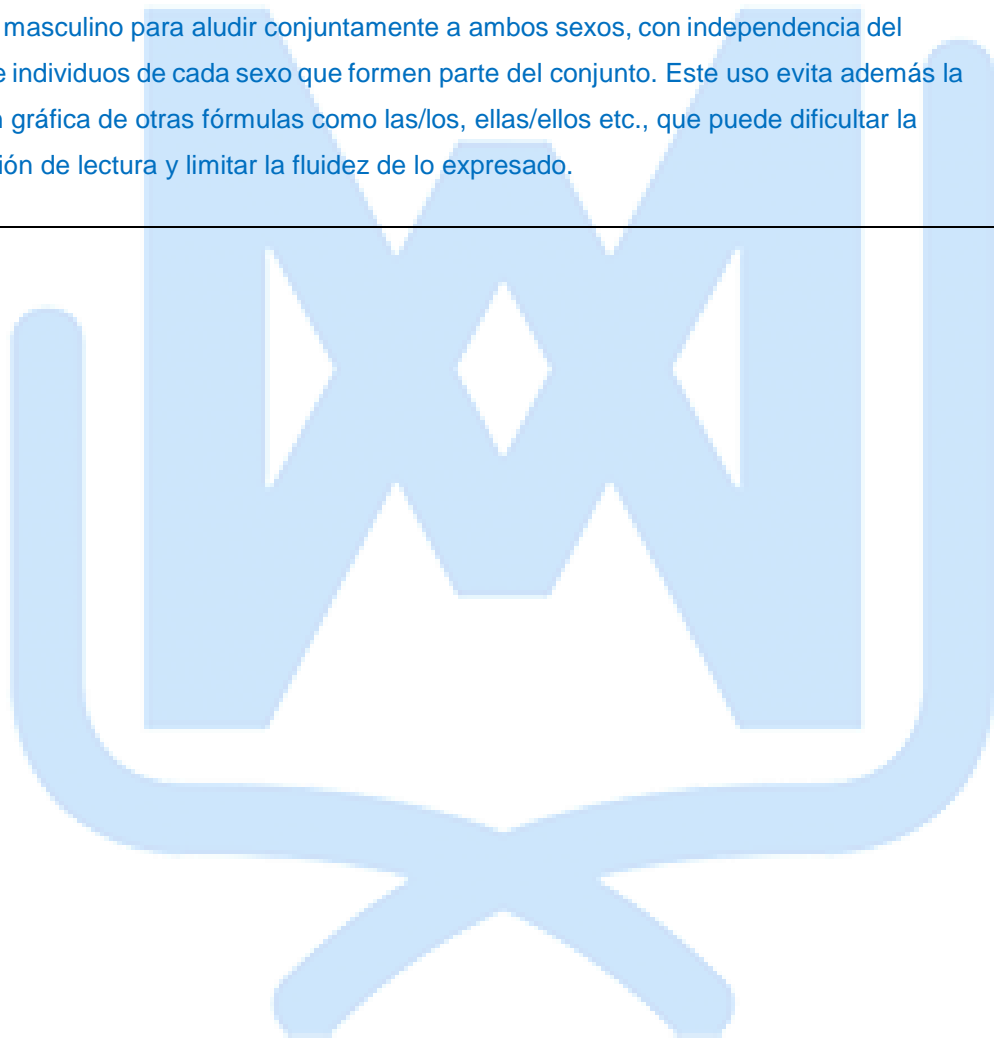 masculino para aludir conjuntamente a ambos sexos, con independencia del
e individuos de cada sexo que formen parte del conjunto. Este uso evita además la
n gráfica de otras fórmulas como las/los, ellas/ellos etc., que puede dificultar la
ión de lectura y limitar la fluidez de lo expresado.